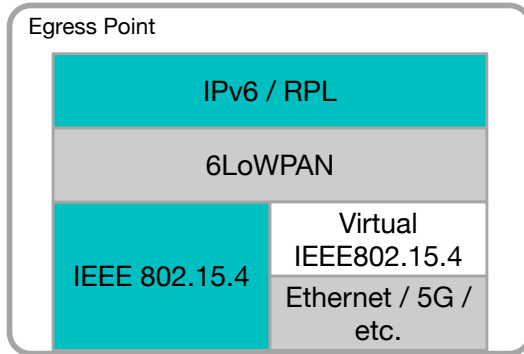 Egress Point
IPv6 / RPL
6LoWPAN
IEEE 802.15.4
Virtual
IEEE802.15.4
Ethernet / 5G /
etc.